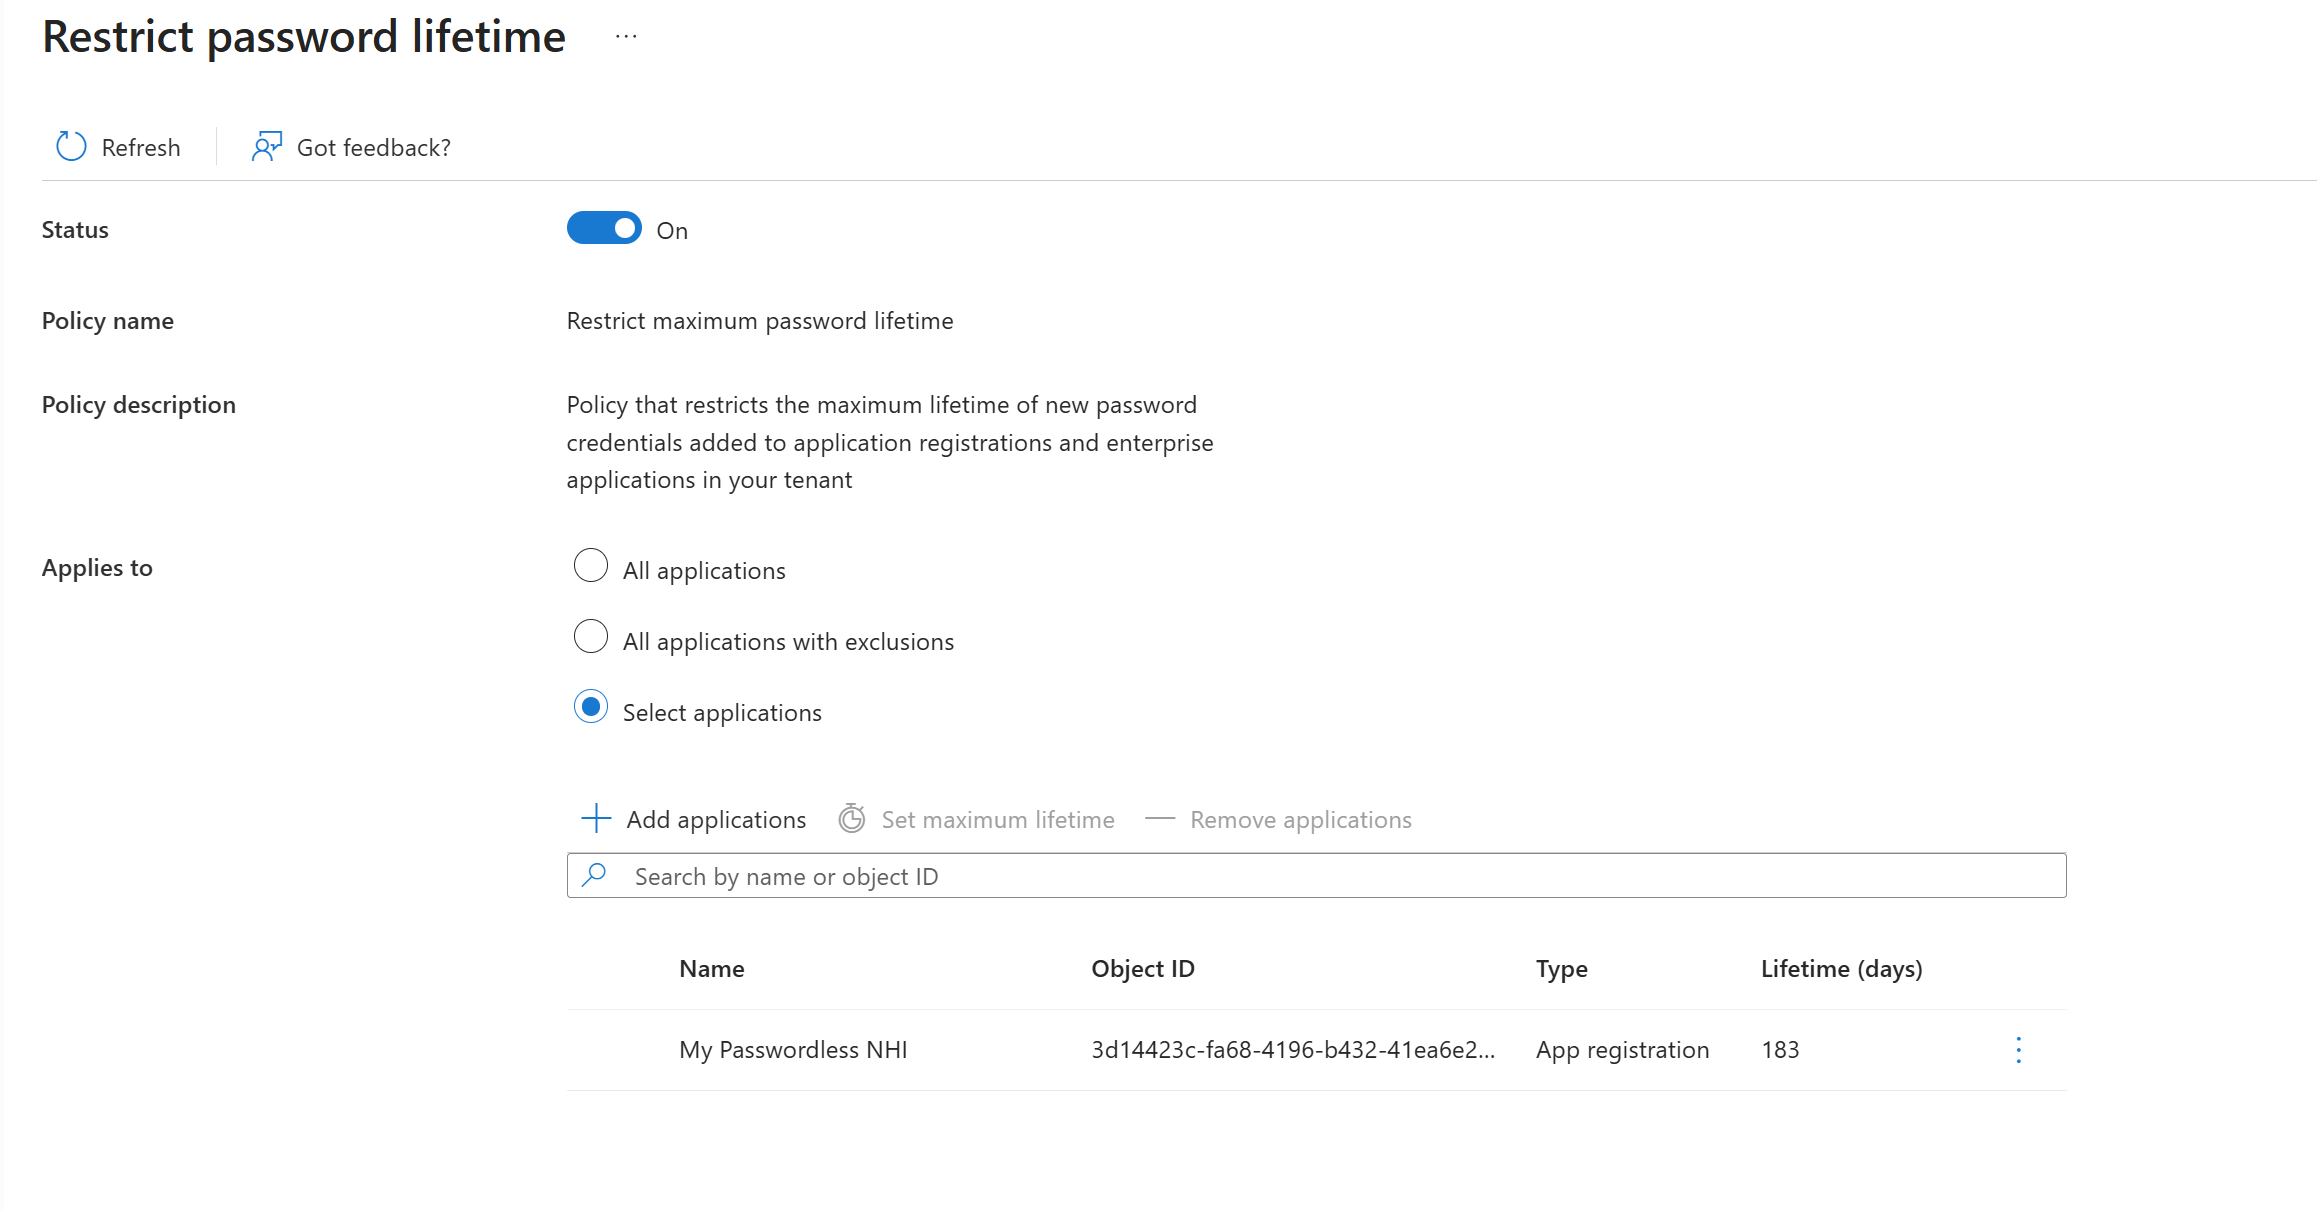 Restrict password lifetime ...
Refresh Got feedback?
Status On
Policy name Restrict maximum password lifetime
Policy description Policy that restricts the maximum lifetime of new password
credentials added to application registrations and enterprise
applications in your tenant
Applies to All applications
All applications with exclusions
Select applications
Add applications Set maximum lifetime Remove applications
Search by name or object ID
Name Object ID Type Lifetime (days)
My Passwordless NHI 3d14423c-fa68-4196-b432-41ea6e2... App registration 183